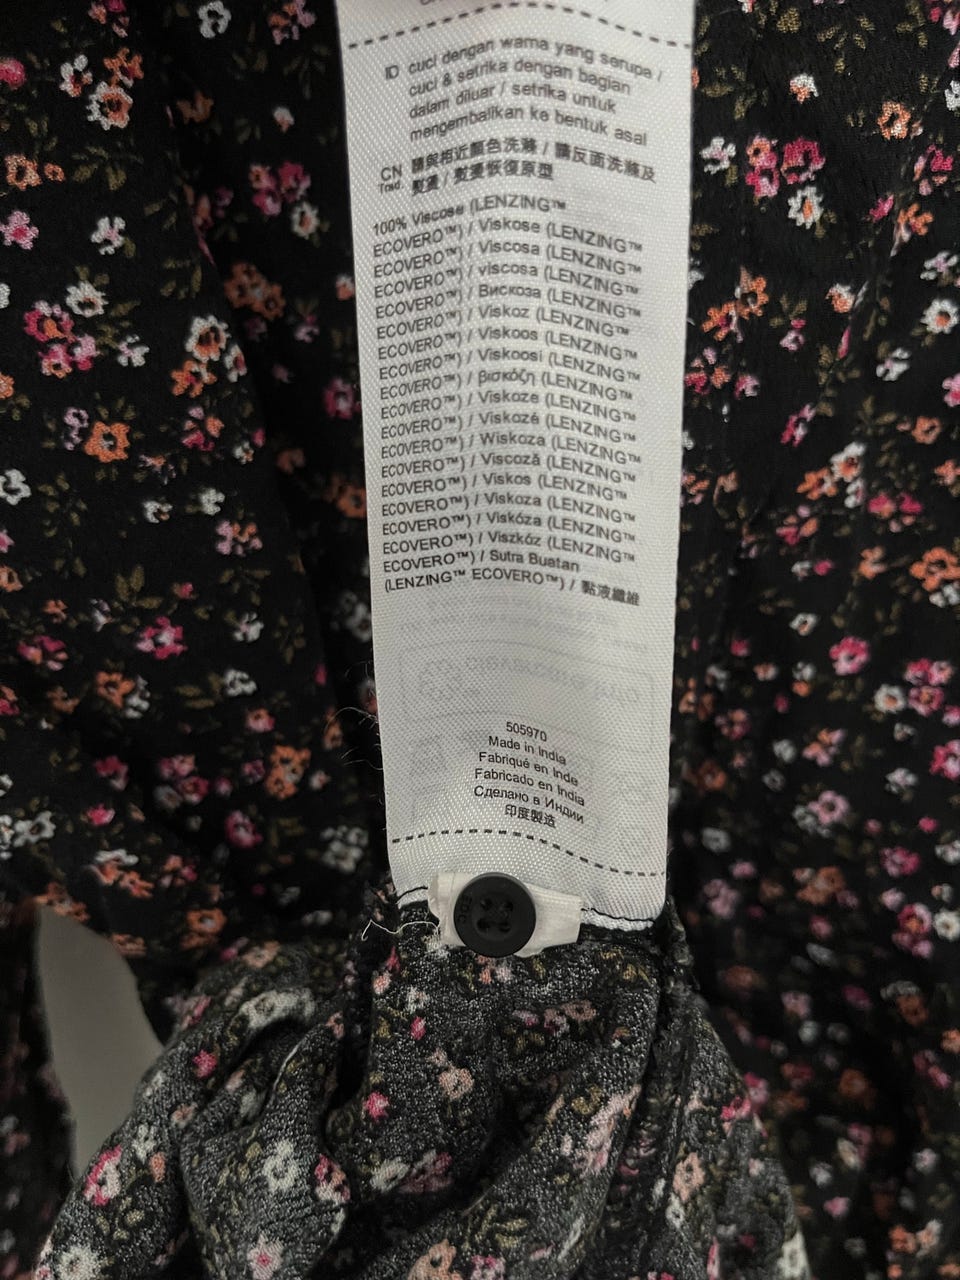 ID cuci dengan warna yang serupa /
cuci & setrika dengan bagian
dalam diluar / setrika untuk
mengembalikan ke bentuk asal
CN 請與相近顏色洗滌 / 請反面洗滌及
Trad. 熨燙 / 熨燙恢復原型
100% Viscose (LENZING™
ECOVERO™) / Viskose (LENZING™
ECOVERO™) / Viscosa (LENZING™
ECOVERO™) / viscosa (LENZING™
ECOVERO™) / Вискоза (LENZING™
ECOVERO™) / Viskoz (LENZING™
ECOVERO™) / Viskoos (LENZING™
ECOVERO™) / Viskoosi (LENZING™
ECOVERO™) / βισκόζη (LENZING™
ECOVERO™) / Viskoze (LENZING™
ECOVERO™) / Viskozė (LENZING™
ECOVERO™) / Wiskoza (LENZING™
ECOVERO™) / Viscoză (LENZING™
ECOVERO™) / Viskos (LENZING™
ECOVERO™) / Viskoza (LENZING™
ECOVERO™) / Viskóza (LENZING™
ECOVERO™) / Viszkóz (LENZING™
ECOVERO™) / Sutra Buatan
(LENZING™ ECOVERO™) / 黏液纖維
505970
Made in India
Fabriqué en Inde
Fabricado en India
Сделано в Индии
印度製造